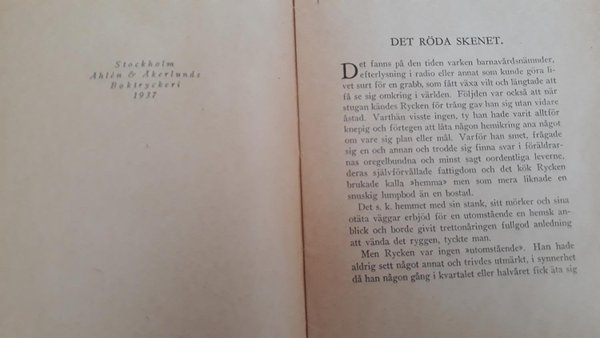 Stockholm
Åhlén & Åkerlunds
Boktryckeri
1937
DET RÖDA SKENET.
Det fanns på den tiden varken barnavårdsnämnder,
efterlysning i radio eller annat som kunde göra li-
vet surt för en grabb, som fått växa vilt och längtade att
få se sig omkring i världen. Följden var också att när
stugan kändes Rycken för trång gav han sig utan vidare
åstad. Varthän visste ingen, ty han hade varit alltför
knepig och förtegen att låta någon hemikring ana något
om vare sig plan eller mål. Varför han smet, frågade
sig en och annan och trodde sig finna svar i föräldrar-
nas oregelbundna och minst sagt oordentliga leverne,
deras självförvållade fattigdom och det kök Rycken
brukade kalla »hemma» men som mera liknade en
snuskig lumpbod än en bostad.
Det s. k. hemmet med sin stank, sitt mörker och sina
otäta väggar erbjöd för en utomstående en hemsk an-
blick och borde givit trettonåringen fullgod anledning
att vända det ryggen, tyckte man.
Men Rycken var ingen »utomstående». Han hade
aldrig sett något annat och trivdes utmärkt, i synnerhet
då han någon gång i kvartalet eller halvåret fick äta sig